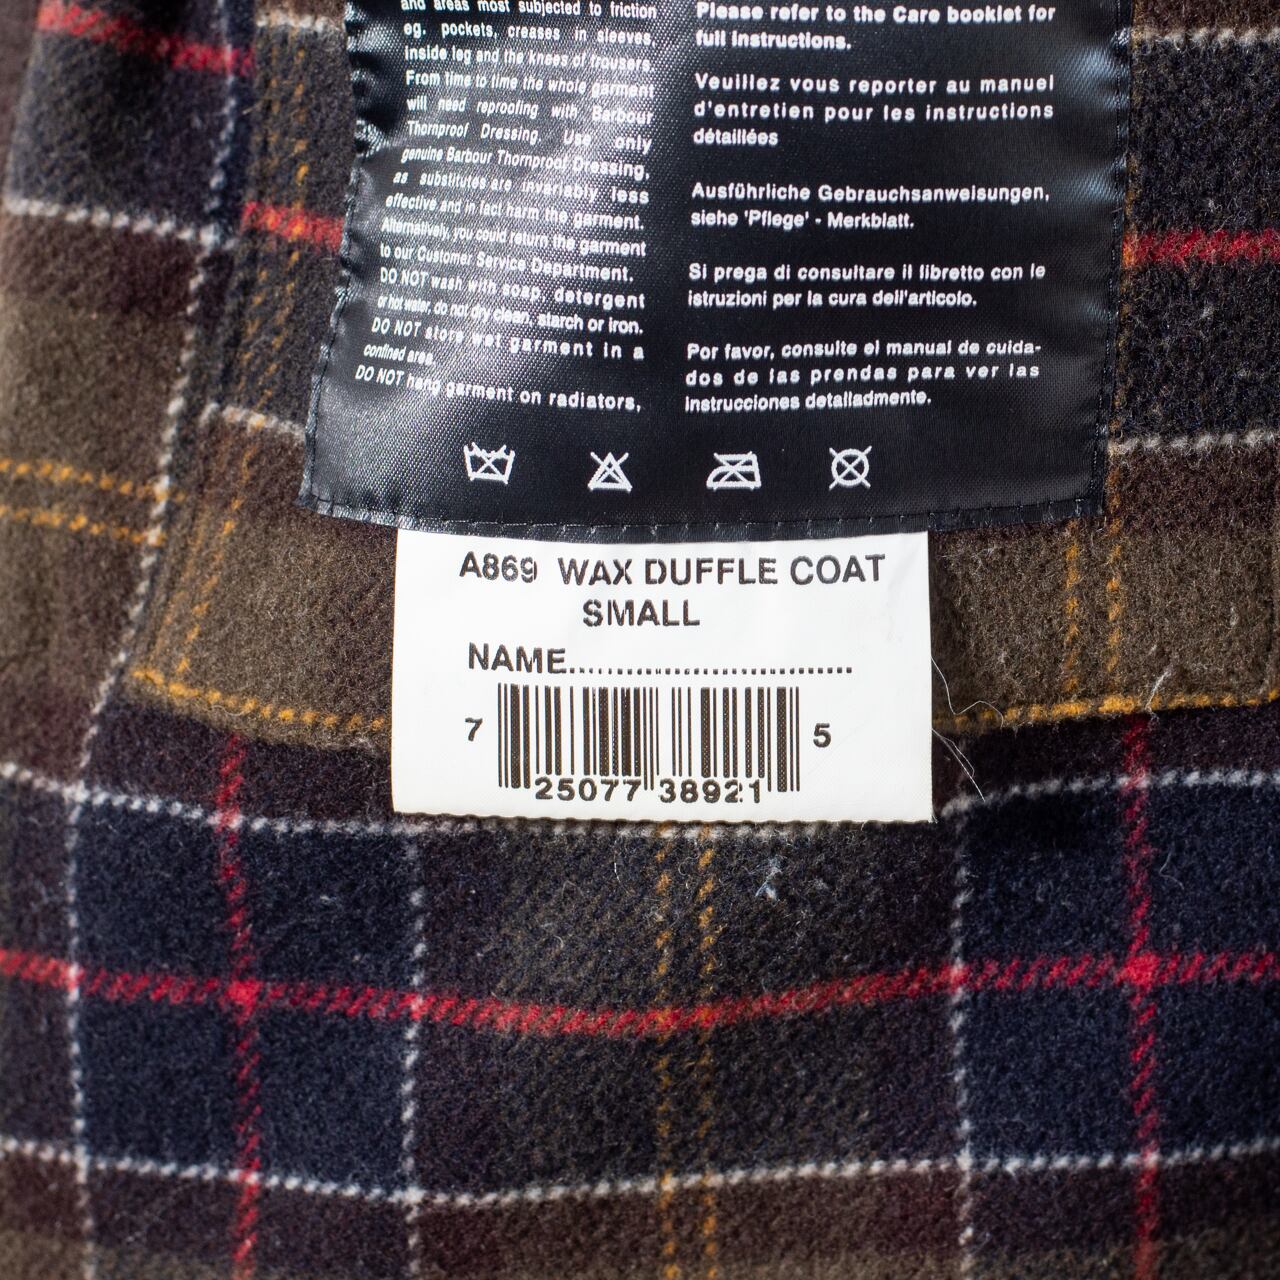 and areas most subjected to friction
eg. pockets, creases in sleeves,
inside leg and the knees of trousers.
From time to time the whole garment
will need reproofing with Barbour
Thornproof Dressing. Use only
genuine Barbour Thornproof Dressing,
as substitutes are invariably less
effective and in fact harm the garment.
Alternatively, you could return the garment
to our Customer Service Department.
DO NOT wash with soap, detergent
or hot water, do not dry clean, starch or iron.
DO NOT store wet garment in a
confined area.
DO NOT hang garment on radiators,
Please refer to the Care booklet for
full instructions.
Veuillez vous reporter au manuel
d'entretien pour les instructions
détaillées
Ausführliche Gebrauchsanweisungen,
siehe 'Pflege' - Merkblatt.
Si prega di consultare il libretto con le
istruzioni per la cura dell'articolo.
Por favor, consulte el manual de cuida-
dos de las prendas para ver las
instrucciones detalladmente.
A869 WAX DUFFLE COAT
SMALL
NAME..............................
7 25077 38921 5